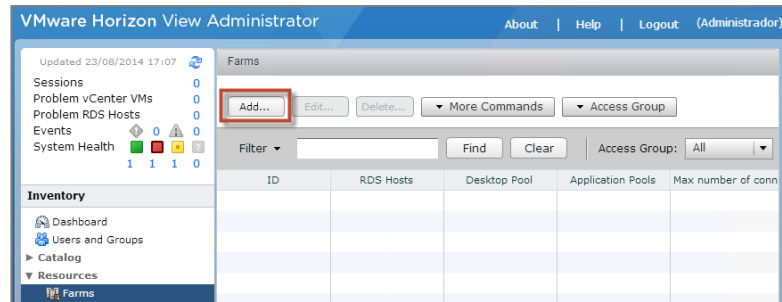 VMware Horizon View Administrator About | Help | Logout (Administrador)
Updated 23/08/2014 17:07
Sessions 0
Problem vCenter VMs 0
Problem RDS Hosts 0
Events 0 0
System Health
1 1 1 0
Inventory
Dashboard
Users and Groups
Catalog
Resources
Farms
Farms
Add... Edit... Delete... More Commands Access Group
Filter Find Clear Access Group: All
ID RDS Hosts Desktop Pool Application Pools Max number of conn